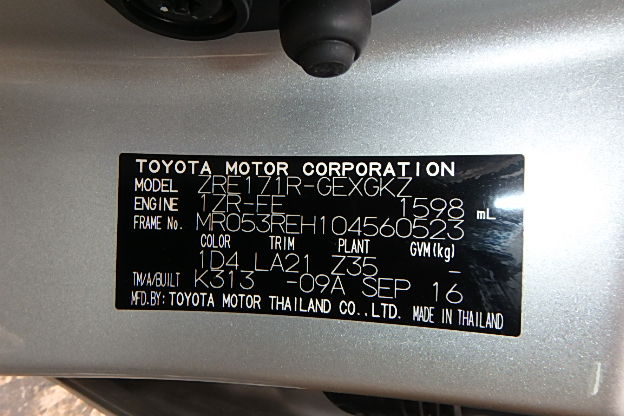 TOYOTA MOTOR CORPORATION
MODEL ZRE171R-GEXGKZ
ENGINE 1ZR-FE 1598 mL
FRAME No. MR053REH104560523
COLOR TRIM PLANT GVM(kg)
1D4 LA21 Z35 -
TM/A/BUILT K313 -09A SEP 16
MFD.BY: TOYOTA MOTOR THAILAND CO.,LTD. MADE IN THAILAND